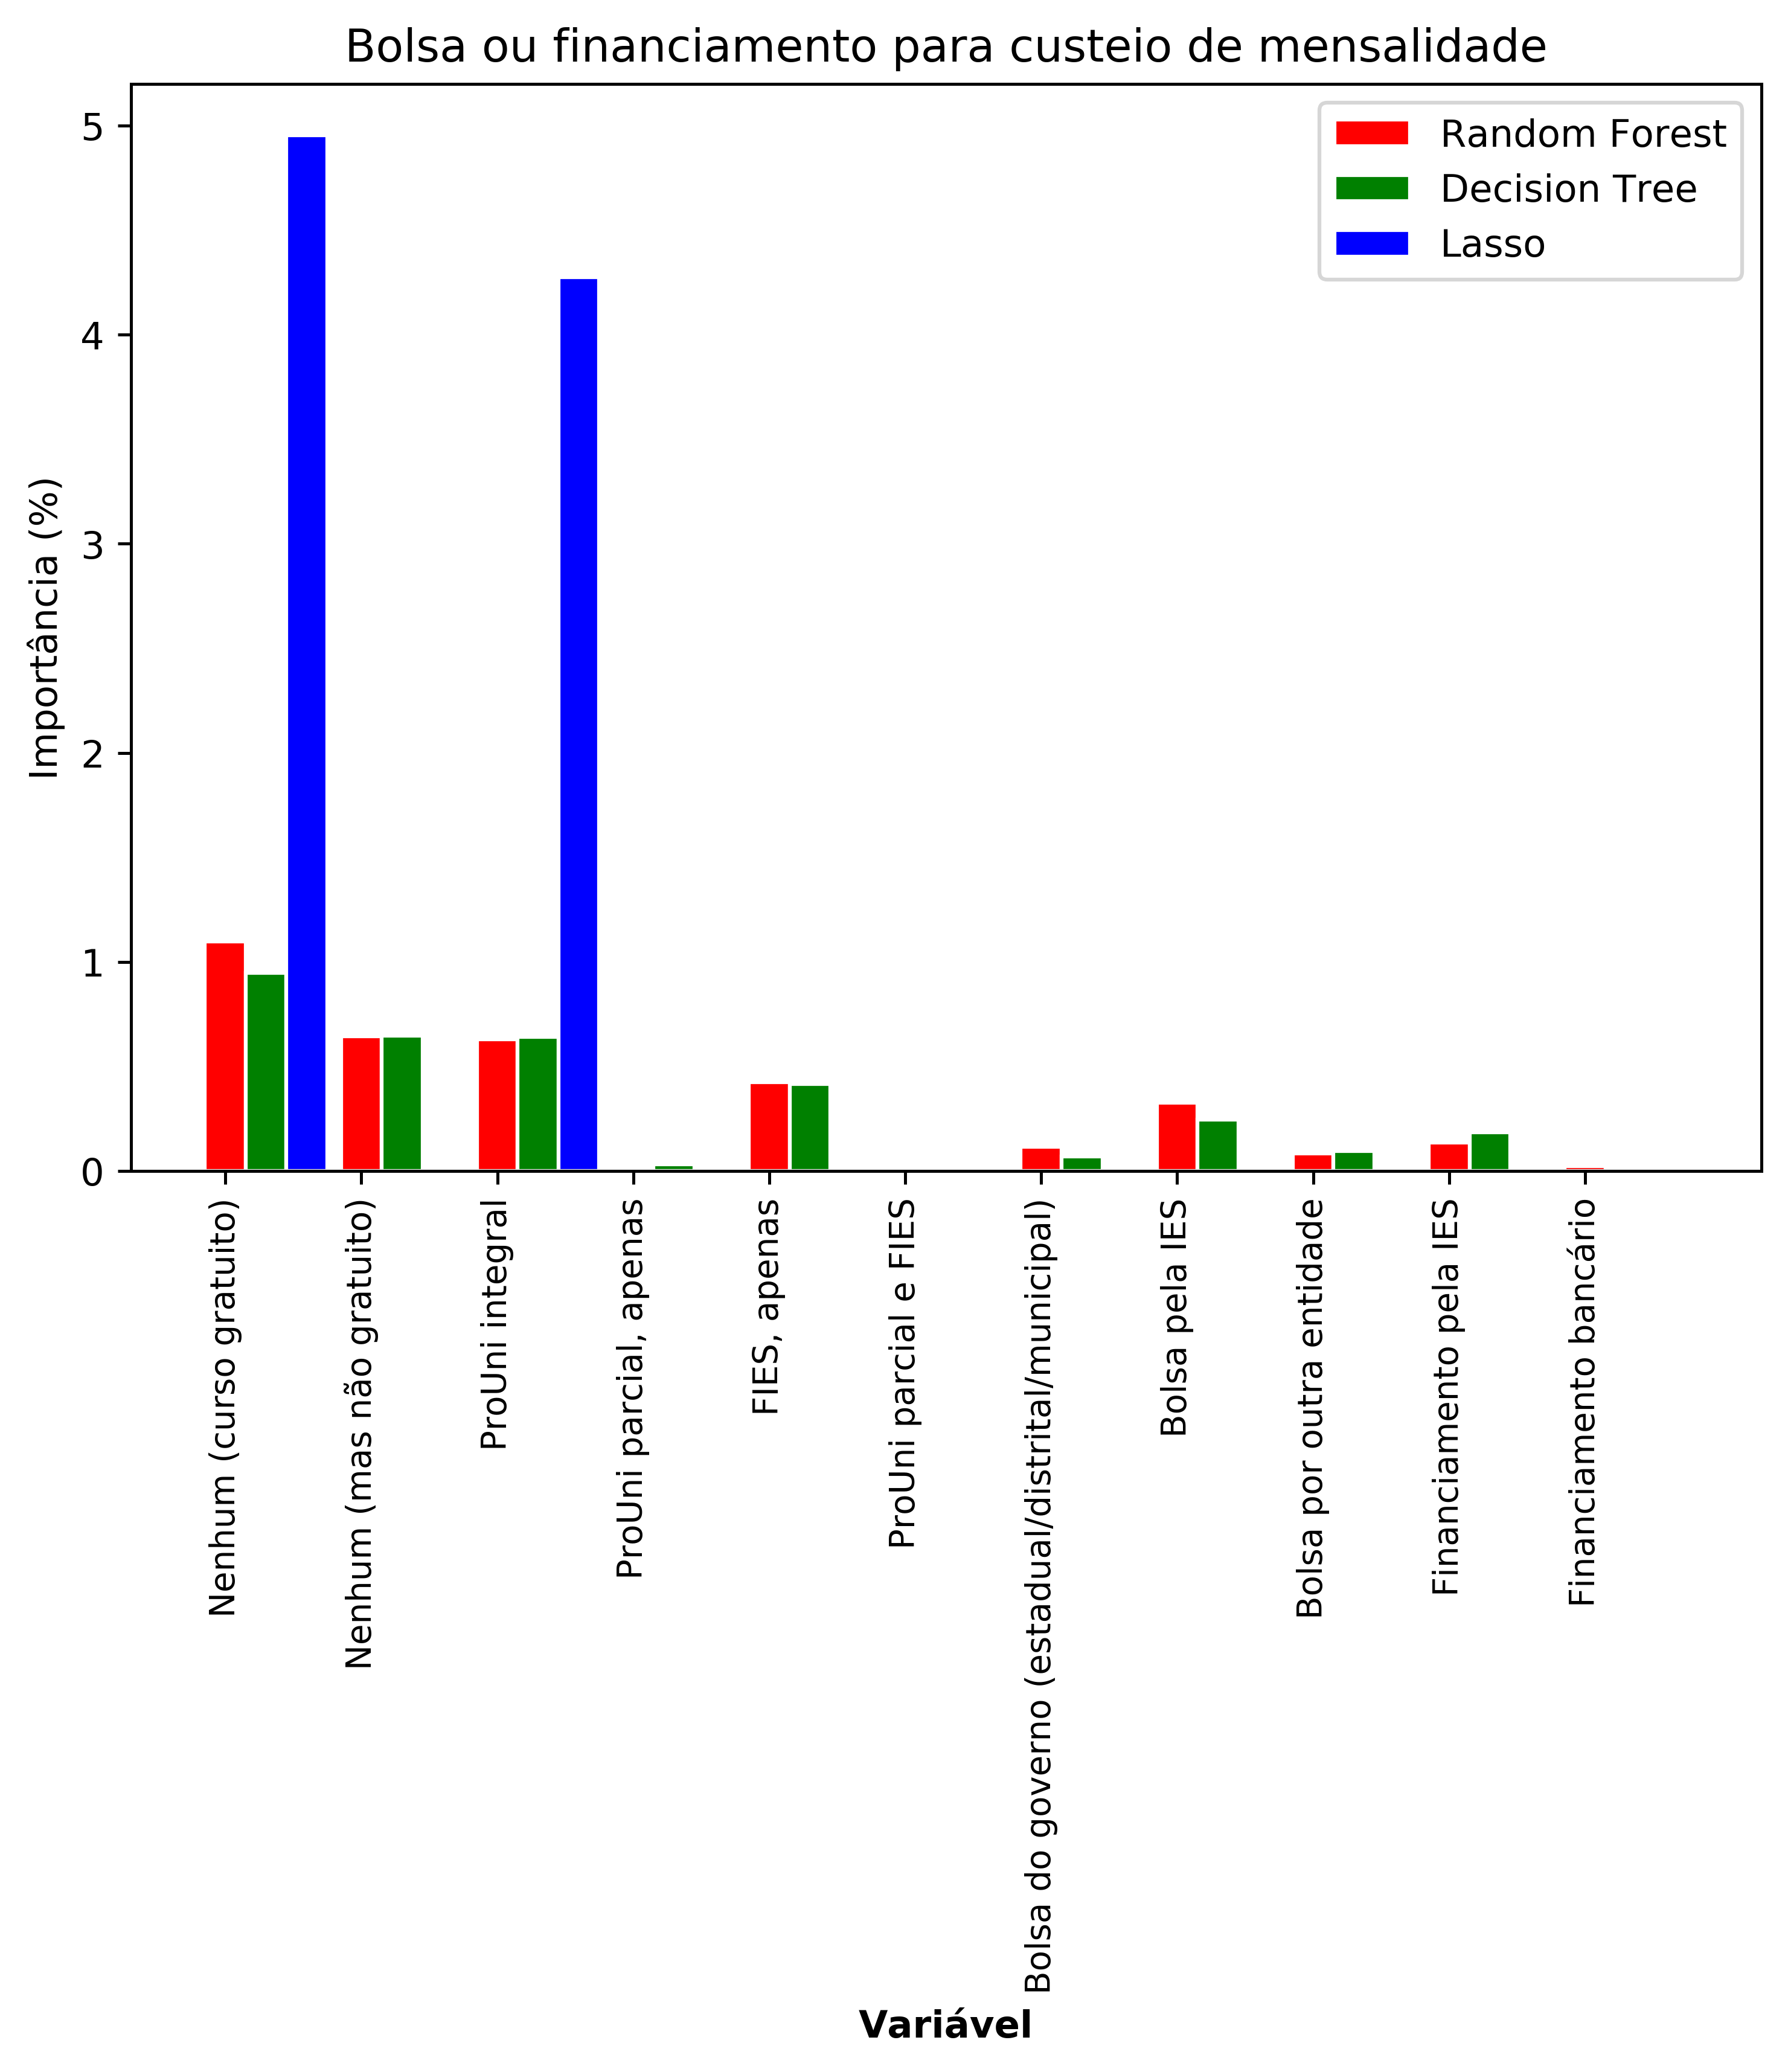 Bolsa ou financiamento para custeio de mensalidade
Random Forest
Decision Tree
Lasso
Importância (%)
5
4
3
2
1
0
Nenhum (curso gratuito)
Nenhum (mas não gratuito)
ProUni integral
ProUni parcial, apenas
FIES, apenas
ProUni parcial e FIES
Bolsa do governo (estadual/distrital/municipal)
Bolsa pela IES
Bolsa por outra entidade
Financiamento pela IES
Financiamento bancário
Variável